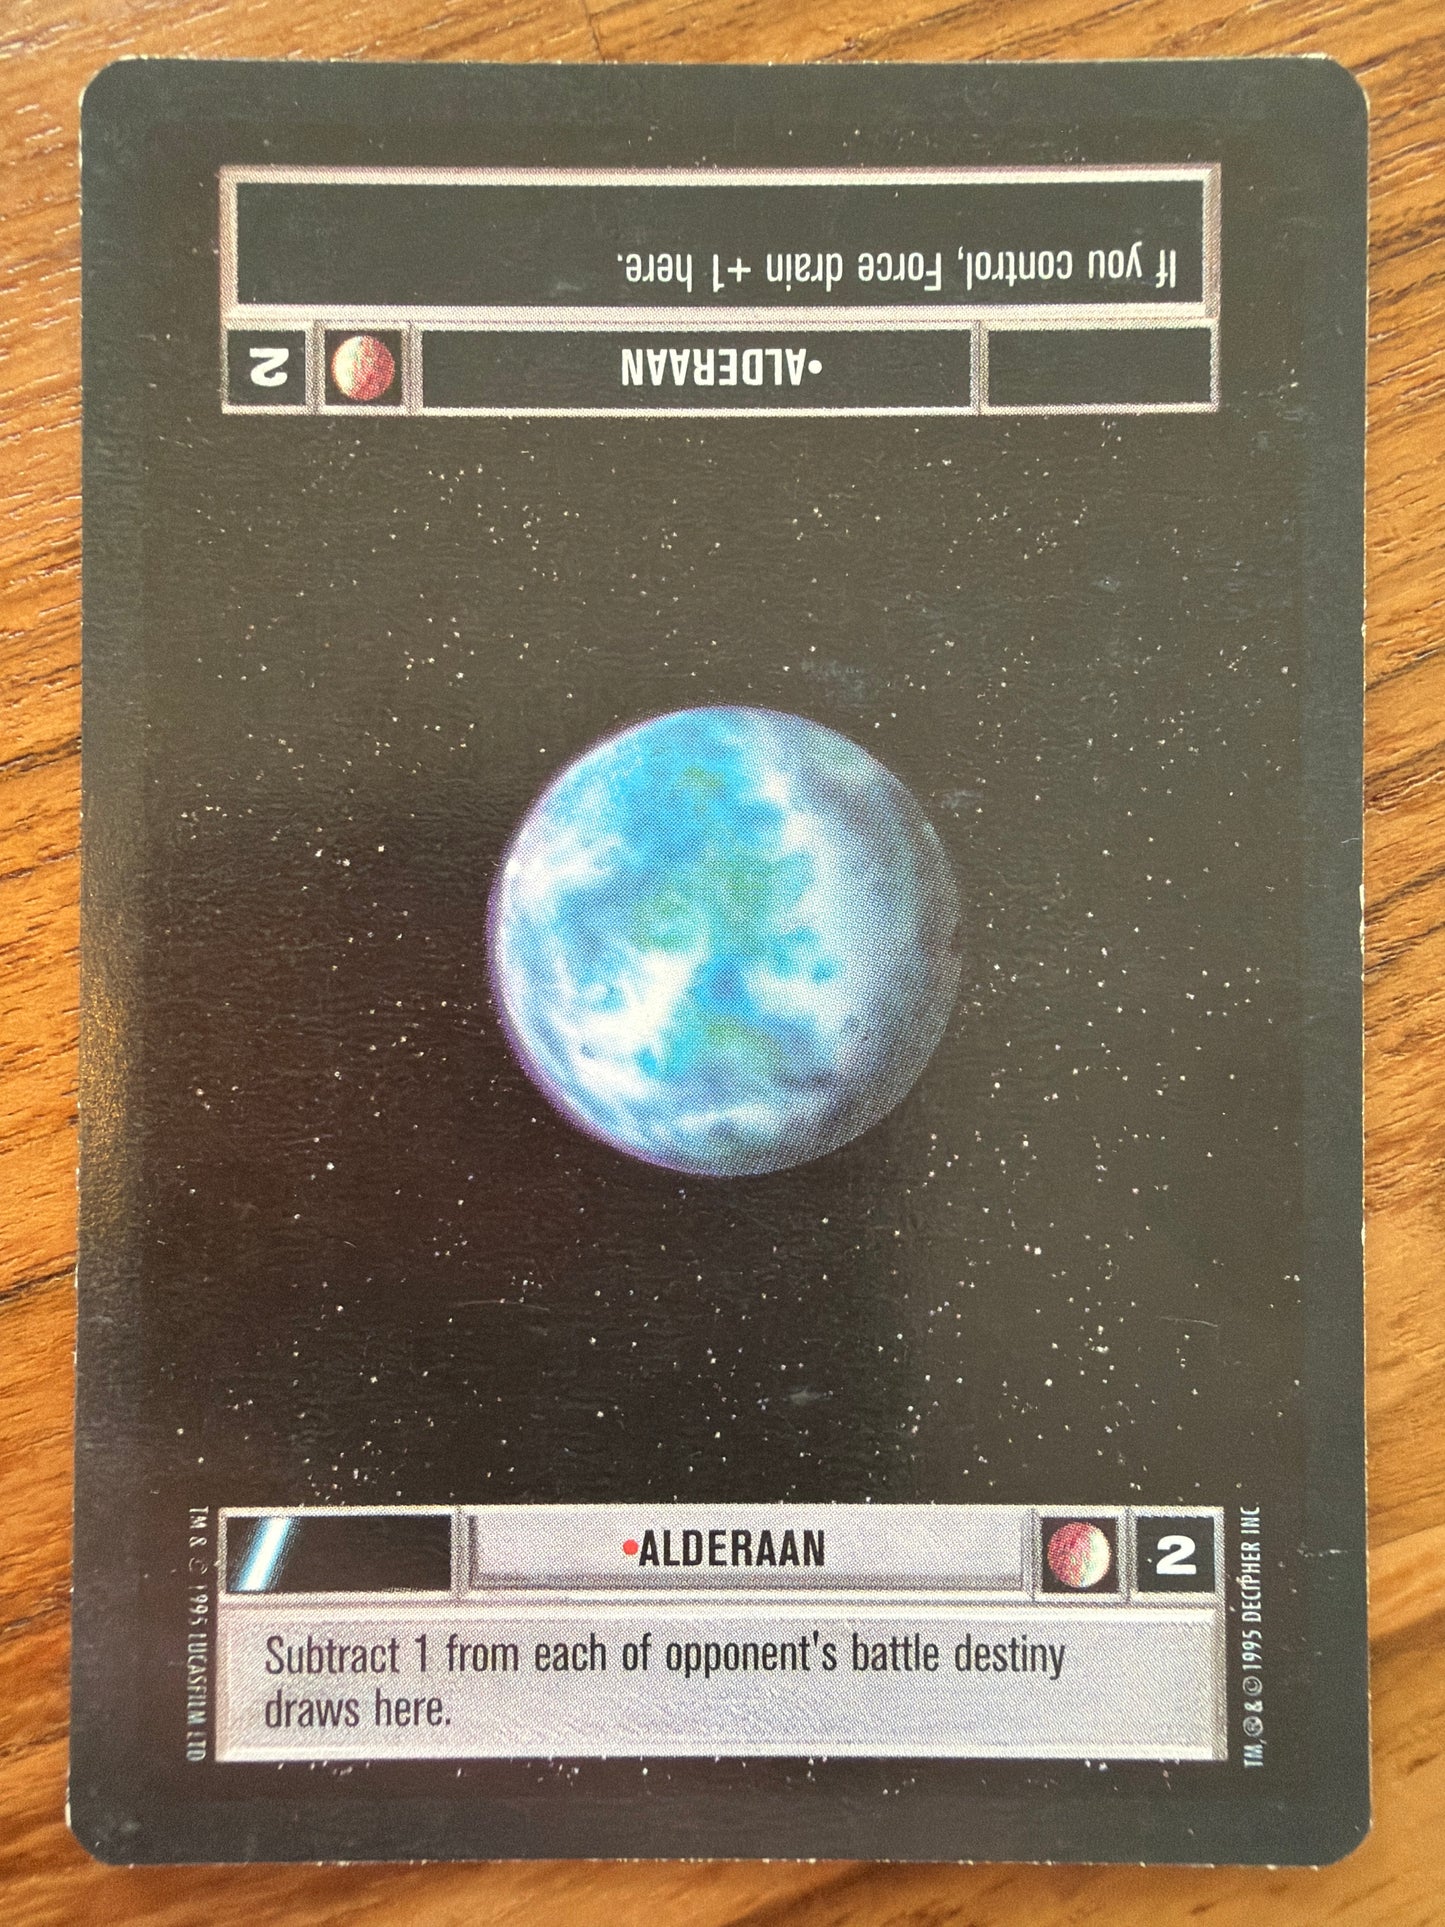 If you control, Force drain +1 here.
•ALDERAAN
2
•ALDERAAN
2
Subtract 1 from each of opponent's battle destiny
draws here.
TM & © 1995 LUCASFILM LTD
TM, ® & © 1995 DECIPHER INC